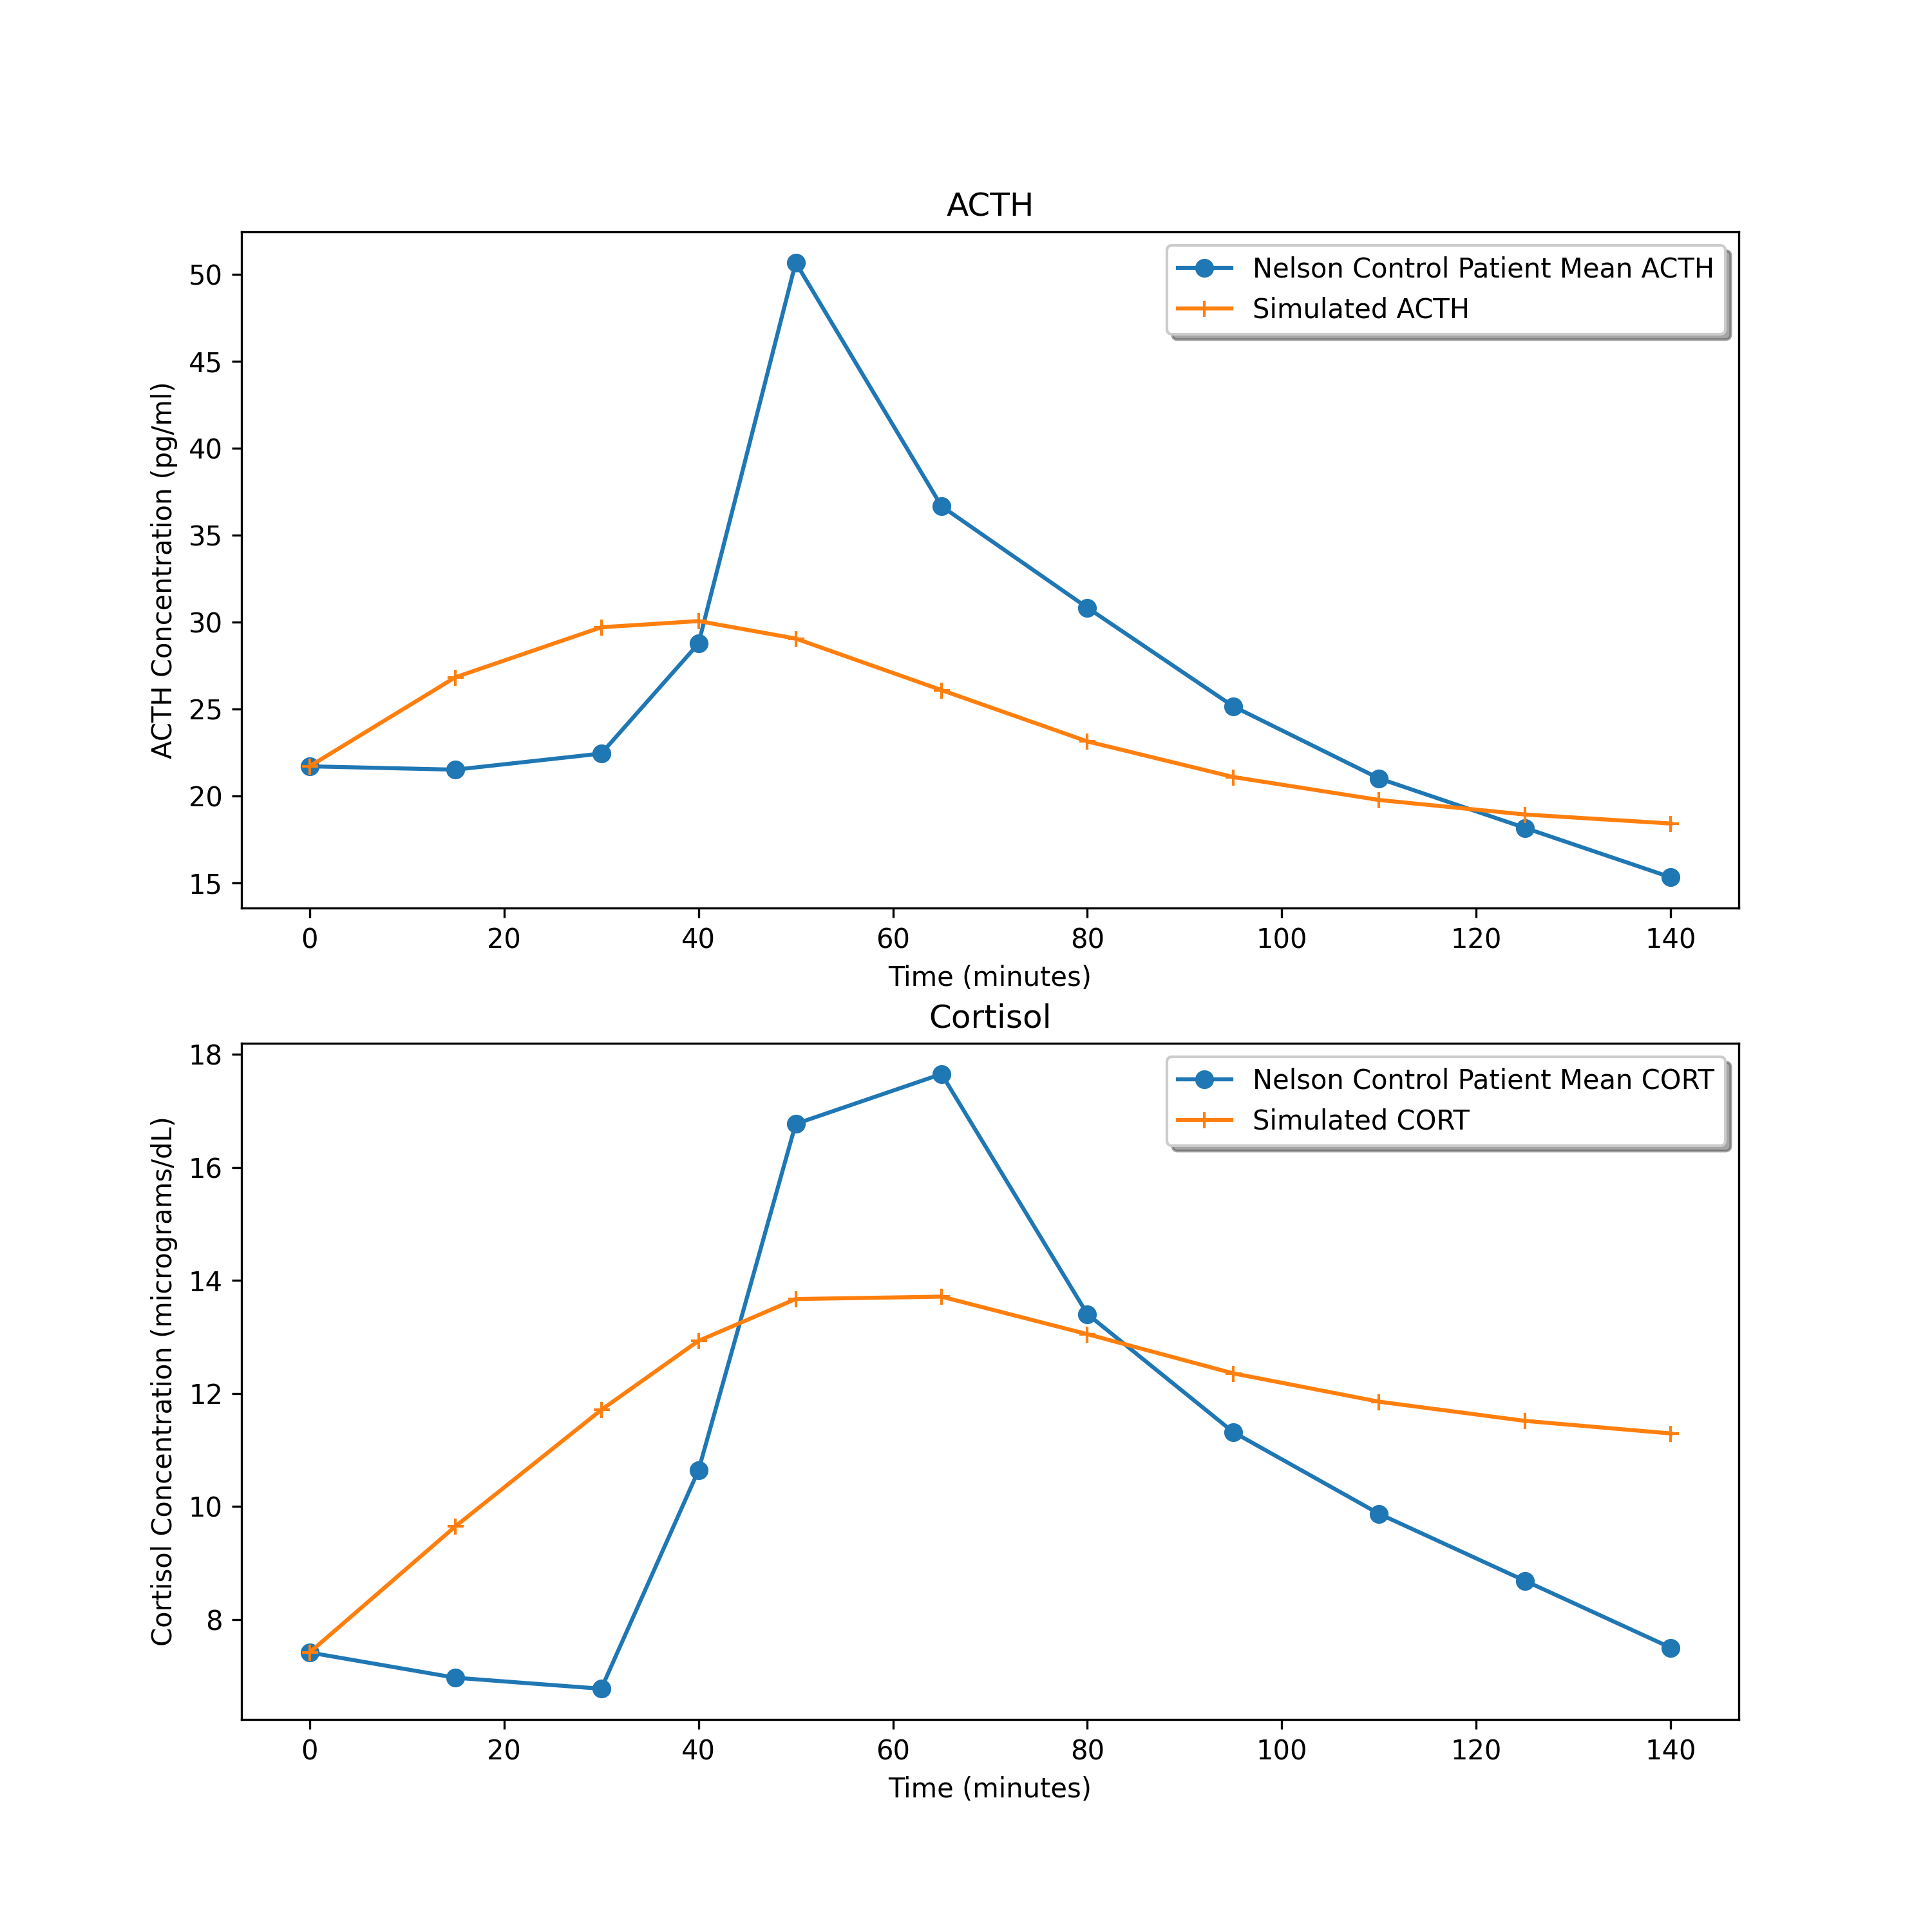 ACTH
Nelson Control Patient Mean ACTH
Simulated ACTH
ACTH Concentration (pg/ml)
50
45
40
35
30
25
20
15
0 20 40 60 80 100 120 140
Time (minutes)
Cortisol
Nelson Control Patient Mean CORT
Simulated CORT
Cortisol Concentration (micrograms/dL)
18
16
14
12
10
8
0 20 40 60 80 100 120 140
Time (minutes)